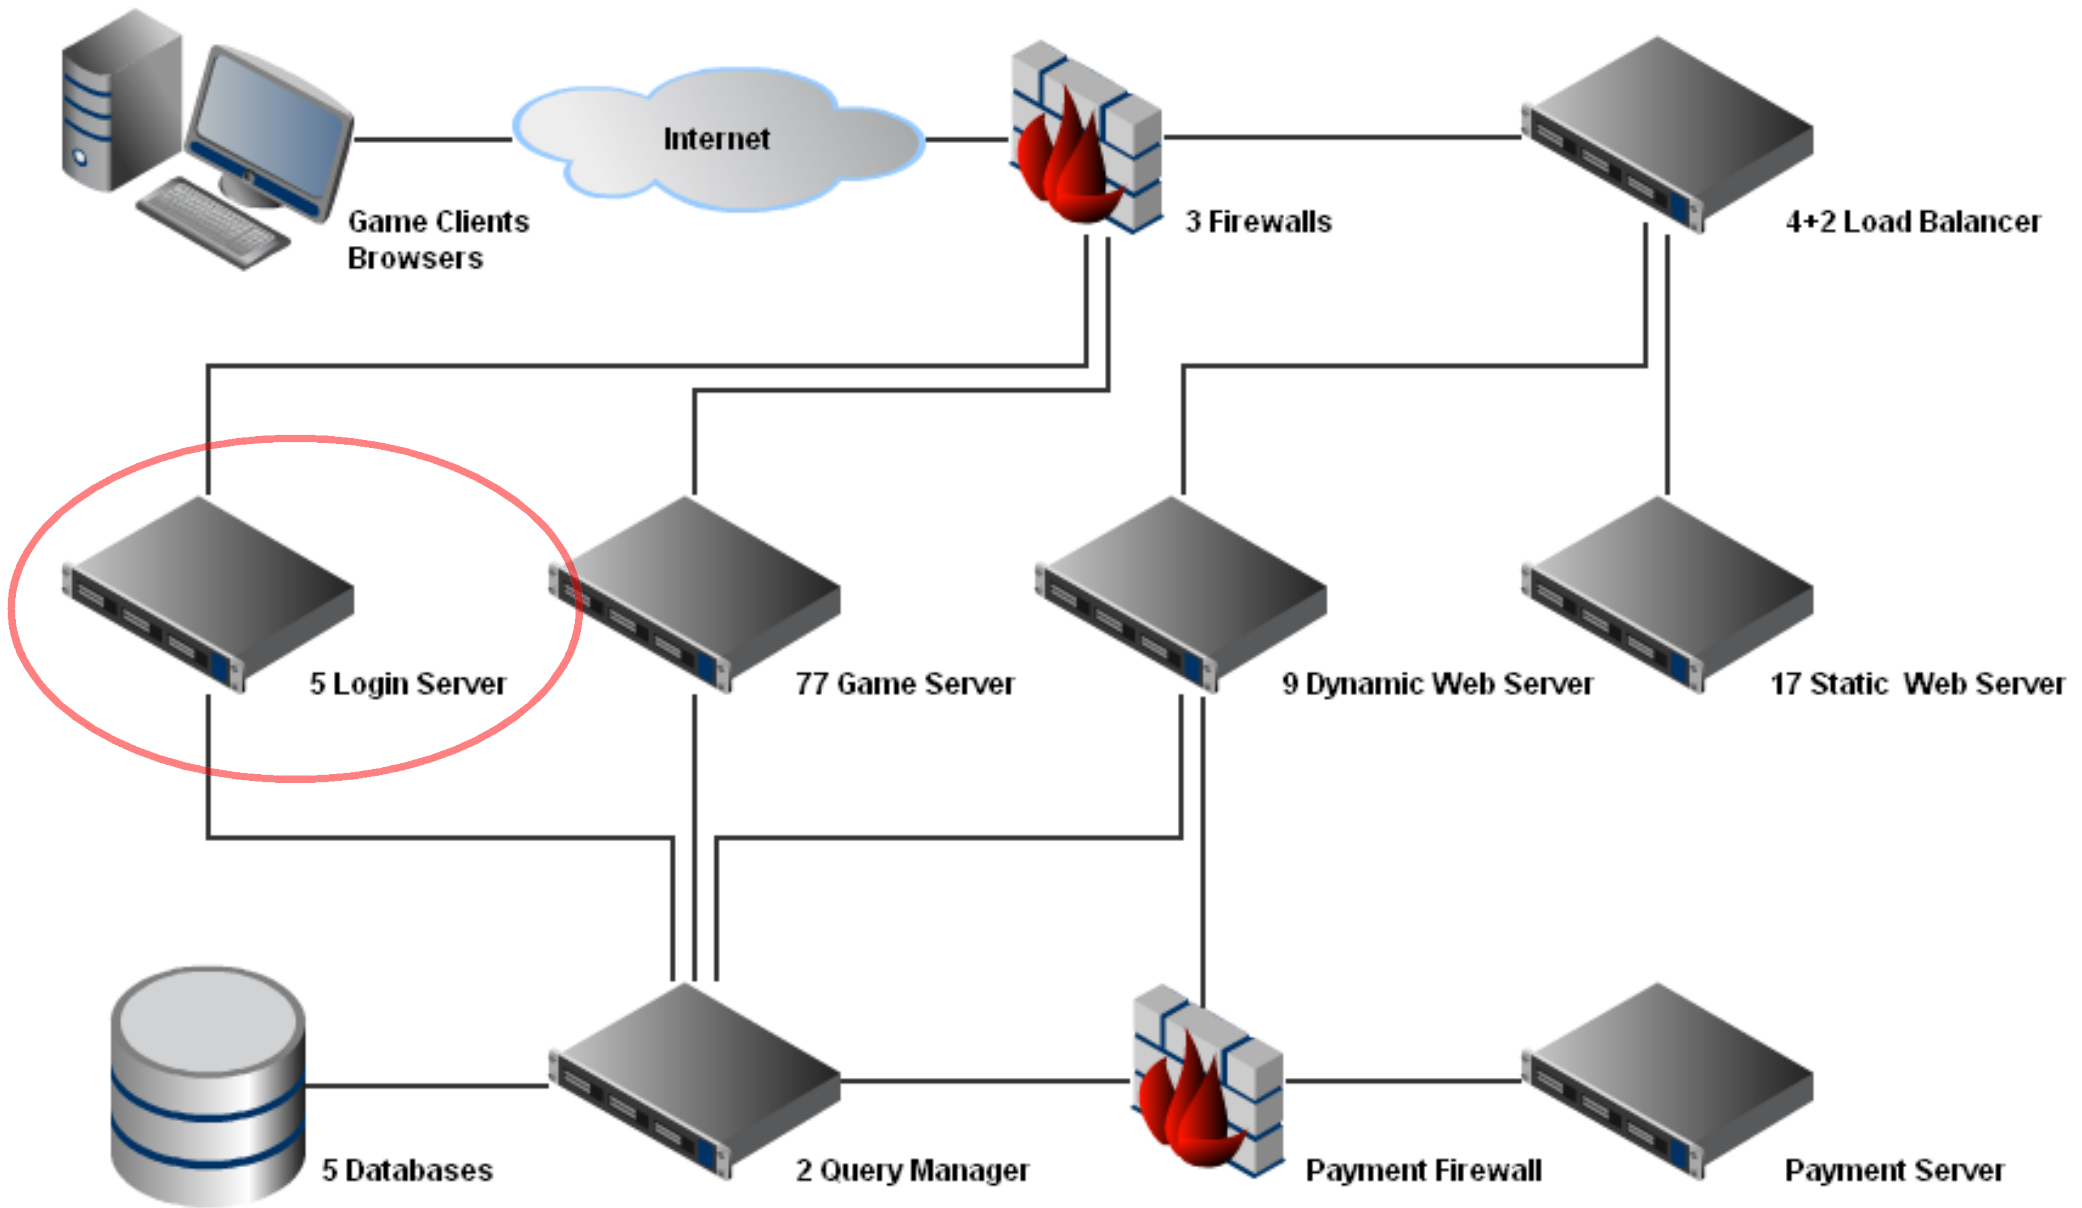 Internet
Game Clients
Browsers
3 Firewalls
4+2 Load Balancer
5 Login Server
77 Game Server
9 Dynamic Web Server
17 Static Web Server
5 Databases
2 Query Manager
Payment Firewall
Payment Server